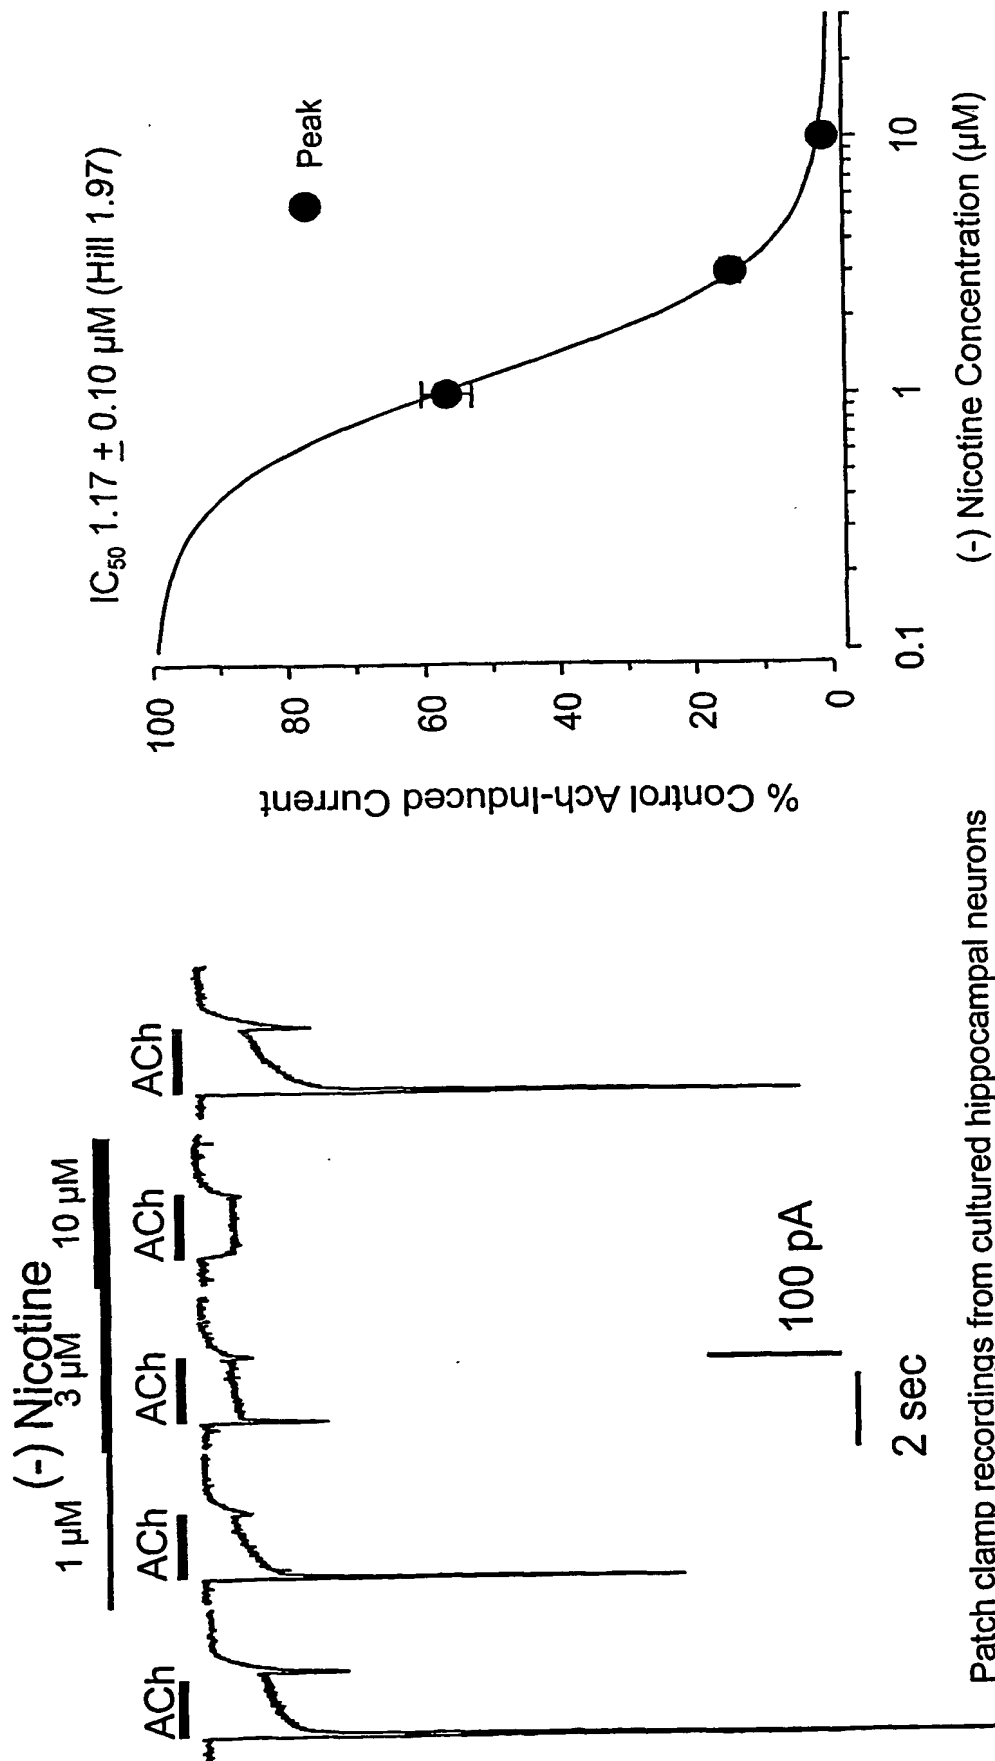 (-) Nicotine
1 µM 3 µM 10 µM
ACh ACh ACh ACh ACh
100 pA
2 sec
Patch clamp recordings from cultured hippocampal neurons
IC50 1.17 ± 0.10 µM (Hill 1.97)
Peak
% Control Ach-Induced Current
100
80
60
40
20
0
0.1 1 10
(-) Nicotine Concentration (µM)